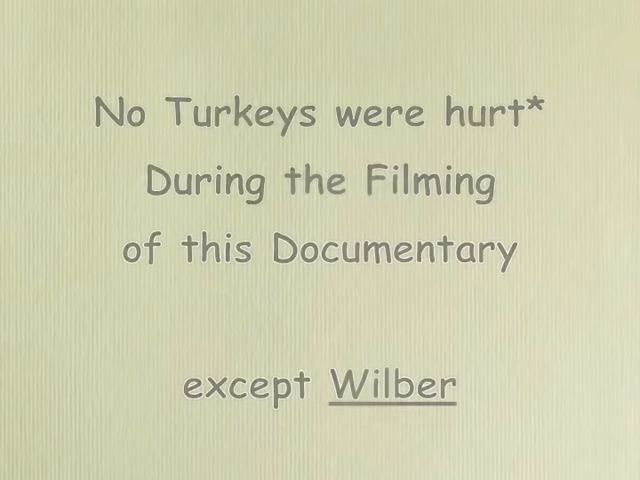 No Turkeys were hurt*
During the Filming
of this Documentary
except Wilber